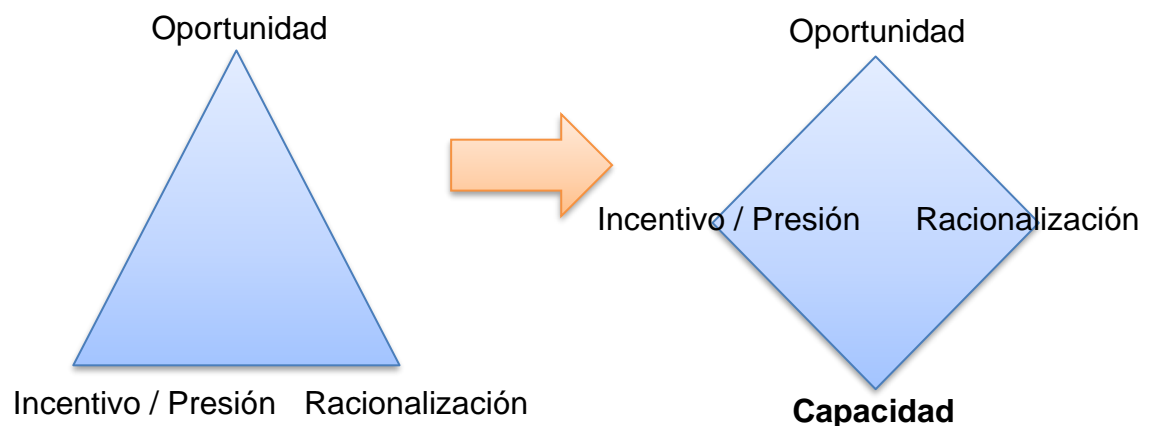 Oportunidad
Incentivo / Presión
Racionalización
Oportunidad
Incentivo / Presión
Racionalización
Capacidad